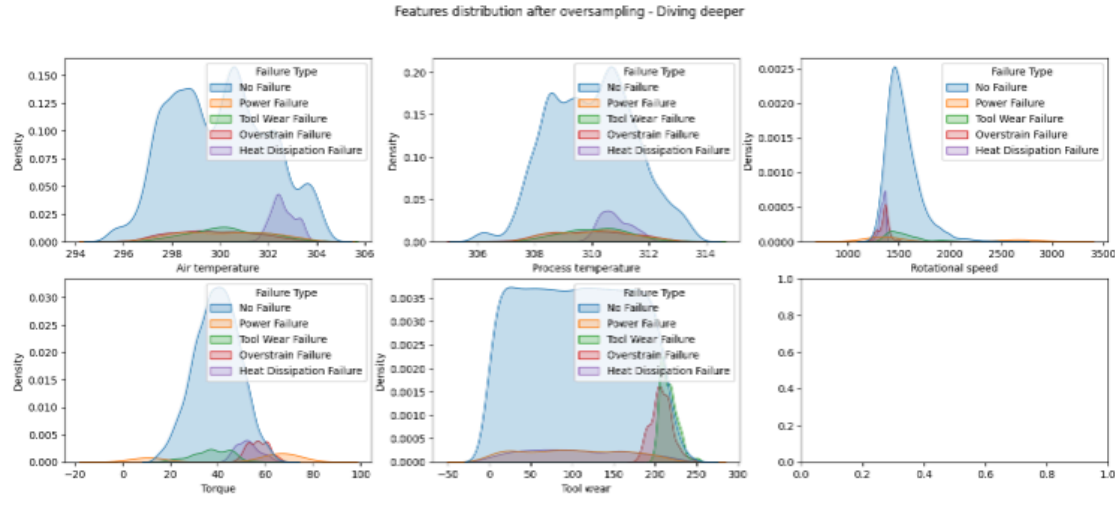 Features distribution after oversampling - Diving deeper
Failure Type
No Failure
Power Failure
Tool Wear Failure
Overstrain Failure
Heat Dissipation Failure
0.150
0.125
0.100
0.075
0.050
0.025
0.000
Density
294 296 298 300 302 304 306
Air temperature
Failure Type
No Failure
Power Failure
Tool Wear Failure
Overstrain Failure
Heat Dissipation Failure
0.20
0.15
0.10
0.05
0.00
Density
306 308 310 312 314
Process temperature
Failure Type
No Failure
Power Failure
Tool Wear Failure
Overstrain Failure
Heat Dissipation Failure
0.0025
0.0020
0.0015
0.0010
0.0005
0.0000
Density
1000 1500 2000 2500 3000 3500
Rotational speed
Failure Type
No Failure
Power Failure
Tool Wear Failure
Overstrain Failure
Heat Dissipation Failure
0.030
0.025
0.020
0.015
0.010
0.005
0.000
Density
−20 0 20 40 60 80 100
Torque
Failure Type
No Failure
Power Failure
Tool Wear Failure
Overstrain Failure
Heat Dissipation Failure
0.0035
0.0030
0.0025
0.0020
0.0015
0.0010
0.0005
0.0000
Density
−50 0 50 100 150 200 250 300
Tool wear
1.0
0.8
0.6
0.4
0.2
0.0
0.0 0.2 0.4 0.6 0.8 1.0